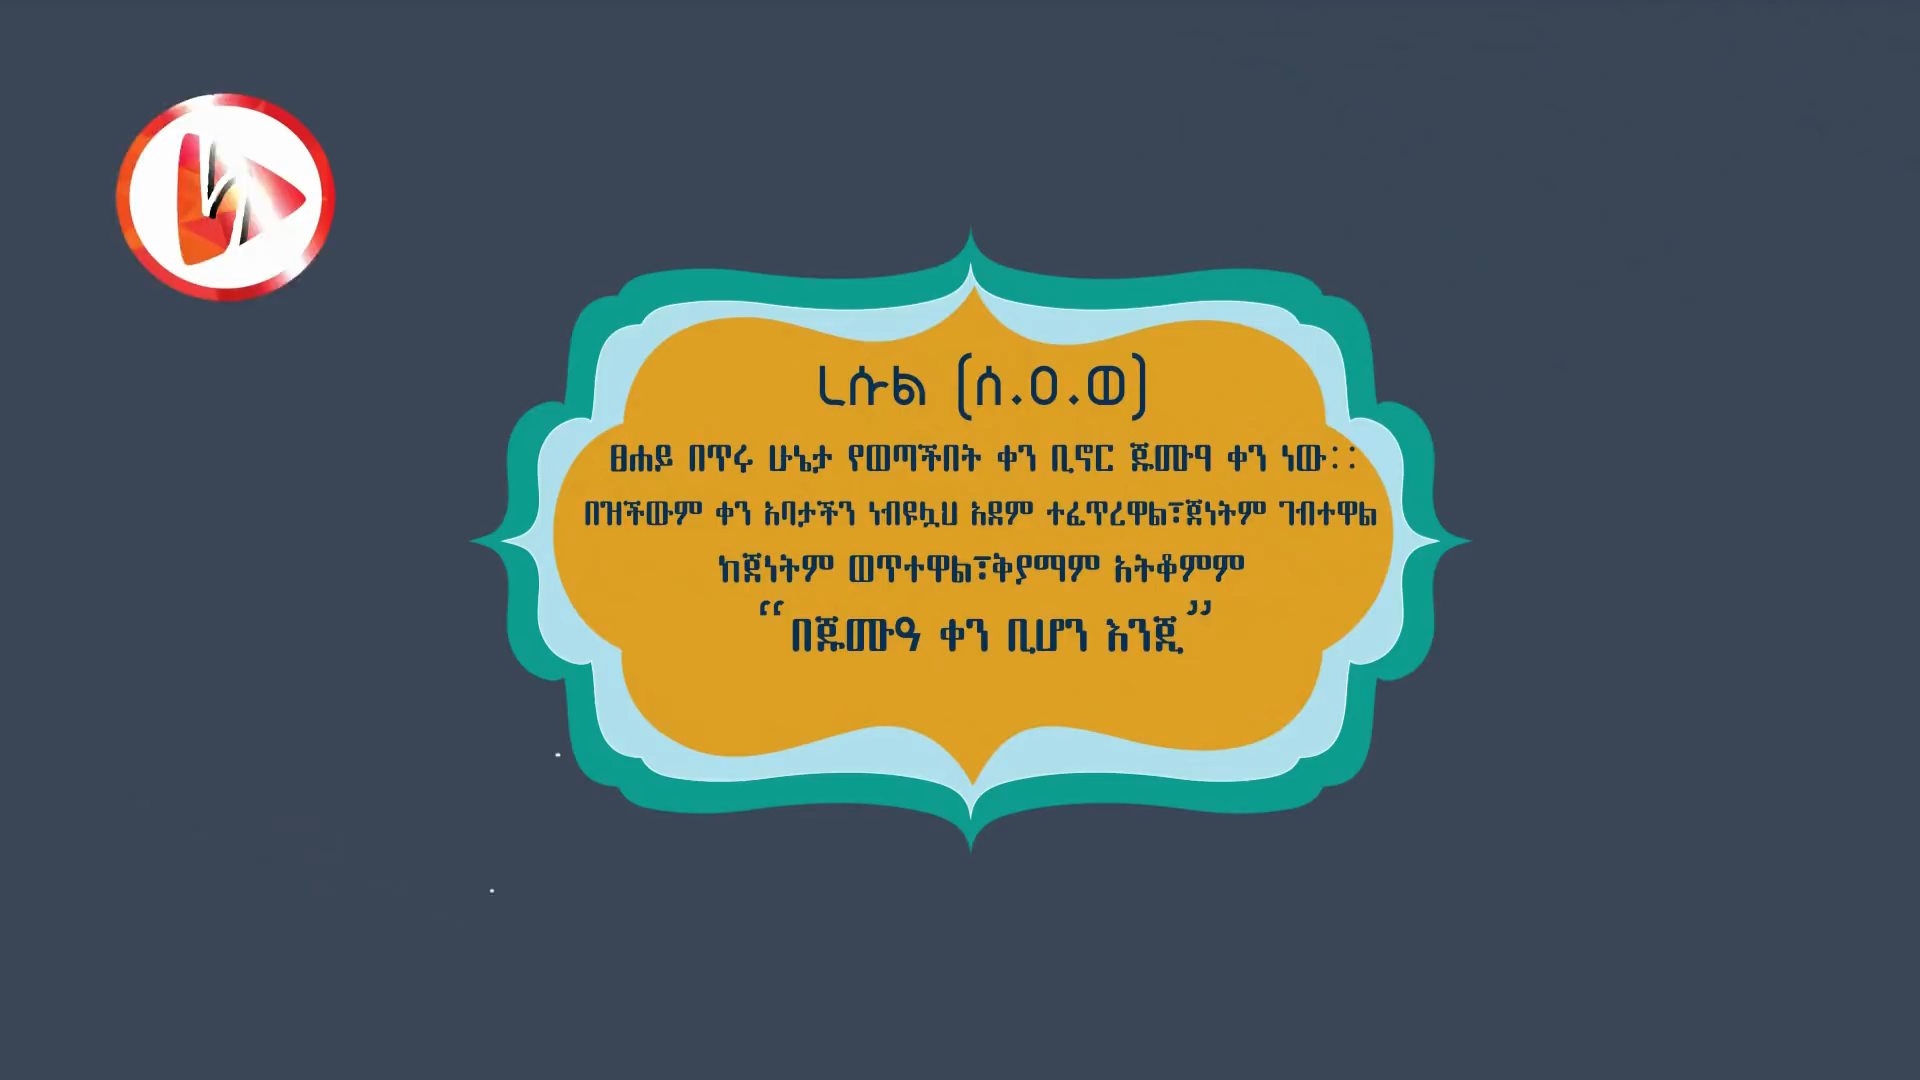 ረሱል (ሰ.ዐ.ወ)
ፀሐይ በጥሩ ሁኔታ የወጣችበት ቀን ቢኖር ጁሙዓ ቀን ነው::
በዝችውም ቀን አባታችን ነብዩሏህ አደም ተፈጥረዋል፣ጀነትም ገብተዋል
ከጀነትም ወጥተዋል፣ቅያማም አትቆምም
“በጁሙዓ ቀን ቢሆን እንጂ”